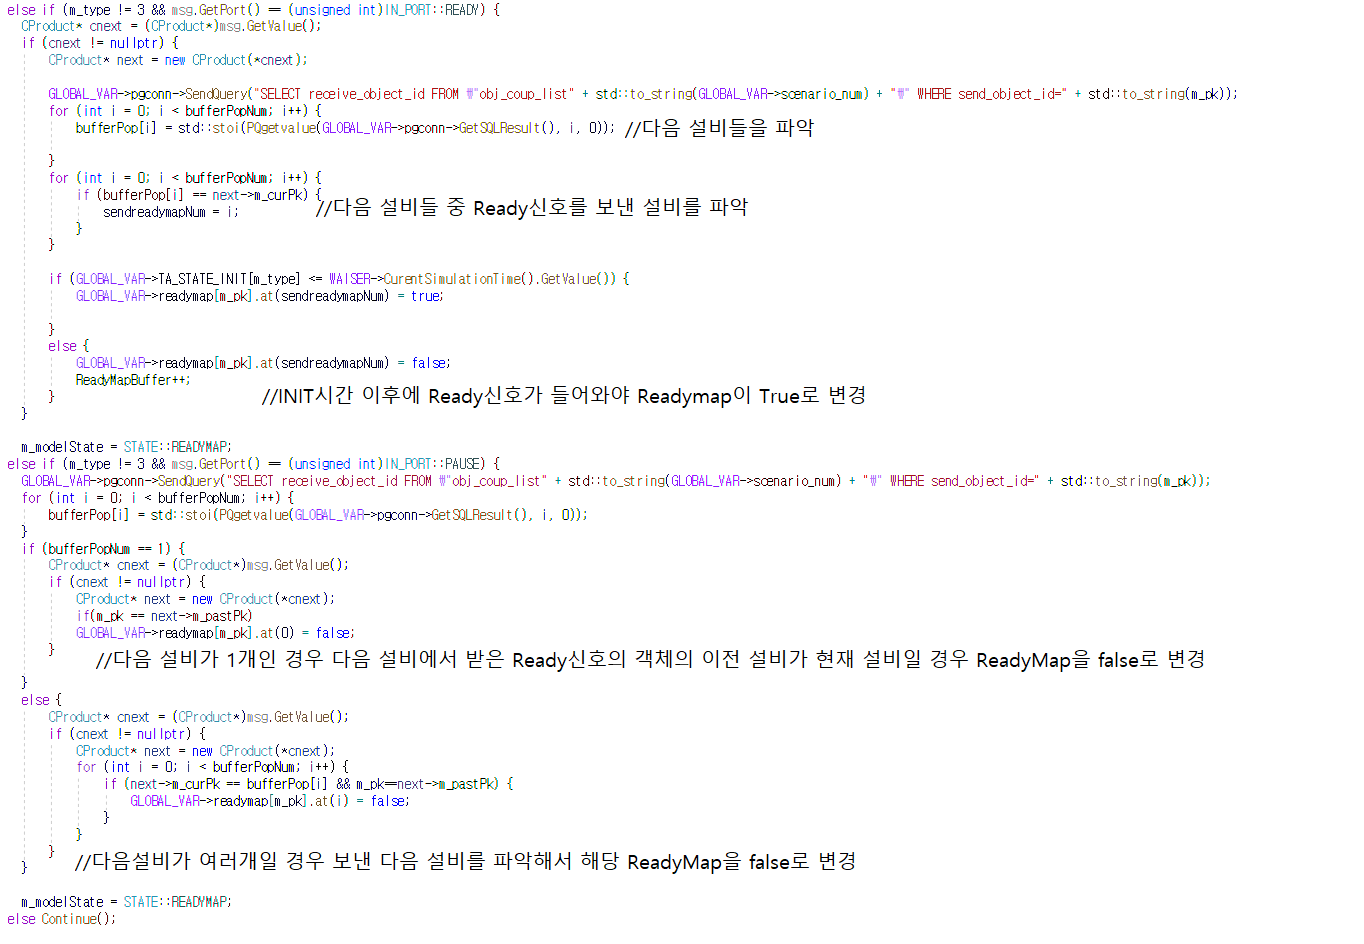 else if (m_type != 3 && msg.GetPort() == (unsigned int)IN_PORT::READY) {
CProduct* cnext = (CProduct*)msg.GetValue();
if (cnext != nullptr) {
CProduct* next = new CProduct(*cnext);
GLOBAL_VAR->pgconn->SendQuery("SELECT receive_object_id FROM ₩"obj_coup_list" + std::to_string(GLOBAL_VAR->scenario_num) + "₩" WHERE send_object_id=" + std::to_string(m_pk));
for (int i = 0; i < bufferPopNum; i++) {
bufferPop[i] = std::stoi(PQgetvalue(GLOBAL_VAR->pgconn->GetSQLResult(), i, 0)); //다음 설비들을 파악
}
for (int i = 0; i < bufferPopNum; i++) {
if (bufferPop[i] == next->m_curPk) {
sendreadymapNum = i; //다음 설비들 중 Ready신호를 보낸 설비를 파악
}
}
if (GLOBAL_VAR->TA_STATE_INIT[m_type] <= WAISER->CurentSimulationTime().GetValue()) {
GLOBAL_VAR->readymap[m_pk].at(sendreadymapNum) = true;
}
else {
GLOBAL_VAR->readymap[m_pk].at(sendreadymapNum) = false;
ReadyMapBuffer++;
} //INIT시간 이후에 Ready신호가 들어와야 Readymap이 True로 변경
}
m_modelState = STATE::READYMAP;
else if (m_type != 3 && msg.GetPort() == (unsigned int)IN_PORT::PAUSE) {
GLOBAL_VAR->pgconn->SendQuery("SELECT receive_object_id FROM ₩"obj_coup_list" + std::to_string(GLOBAL_VAR->scenario_num) + "₩" WHERE send_object_id=" + std::to_string(m_pk));
for (int i = 0; i < bufferPopNum; i++) {
bufferPop[i] = std::stoi(PQgetvalue(GLOBAL_VAR->pgconn->GetSQLResult(), i, 0));
}
if (bufferPopNum == 1) {
CProduct* cnext = (CProduct*)msg.GetValue();
if (cnext != nullptr) {
CProduct* next = new CProduct(*cnext);
if(m_pk == next->m_pastPk)
GLOBAL_VAR->readymap[m_pk].at(0) = false;
}
//다음 설비가 1개인 경우 다음 설비에서 받은 Ready신호의 객체의 이전 설비가 현재 설비일 경우 ReadyMap을 false로 변경
}
else {
CProduct* cnext = (CProduct*)msg.GetValue();
if (cnext != nullptr) {
CProduct* next = new CProduct(*cnext);
for (int i = 0; i < bufferPopNum; i++) {
if (next->m_curPk == bufferPop[i] && m_pk==next->m_pastPk) {
GLOBAL_VAR->readymap[m_pk].at(i) = false;
}
}
}
} //다음설비가 여러개일 경우 보낸 다음 설비를 파악해서 해당 ReadyMap을 false로 변경
m_modelState = STATE::READYMAP;
else Continue();